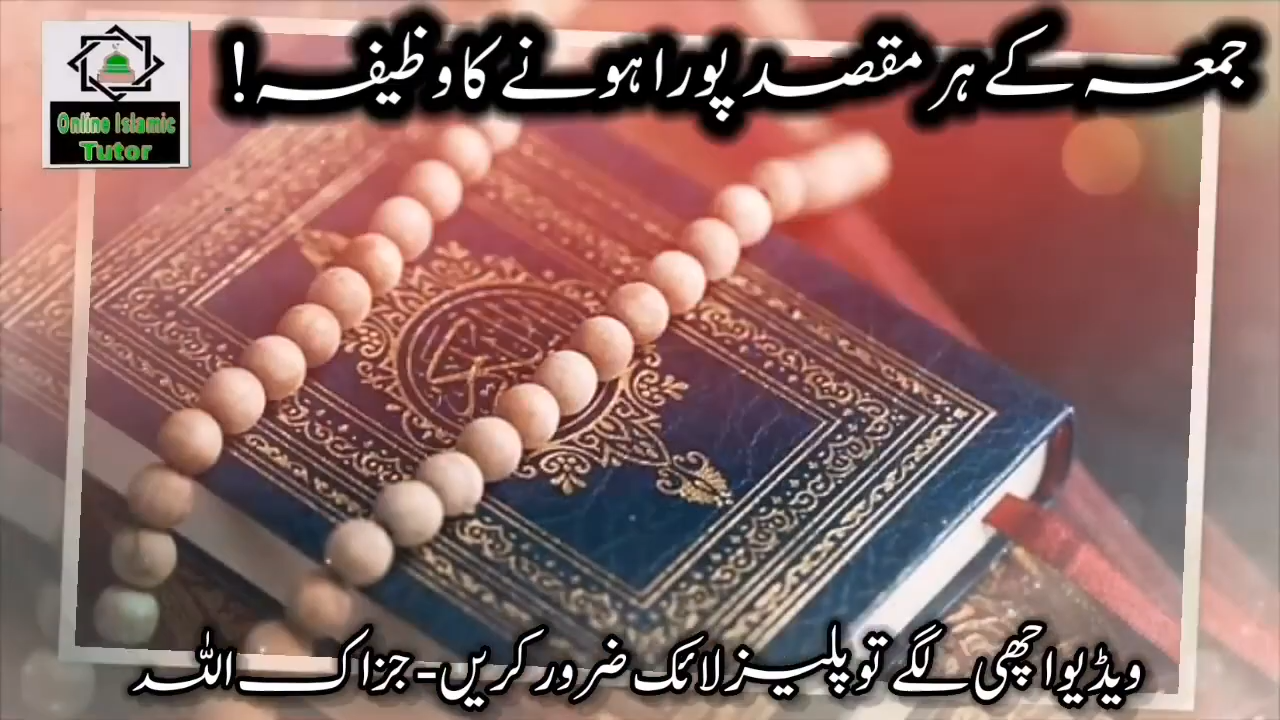 جمعہ کے ہر مقصد پورا ہونے کا وظیفہ!
Online Islamic
Tutor
ویڈیو اچھی لگے تو پلیز لائک ضرور کریں - جزاک اللہ